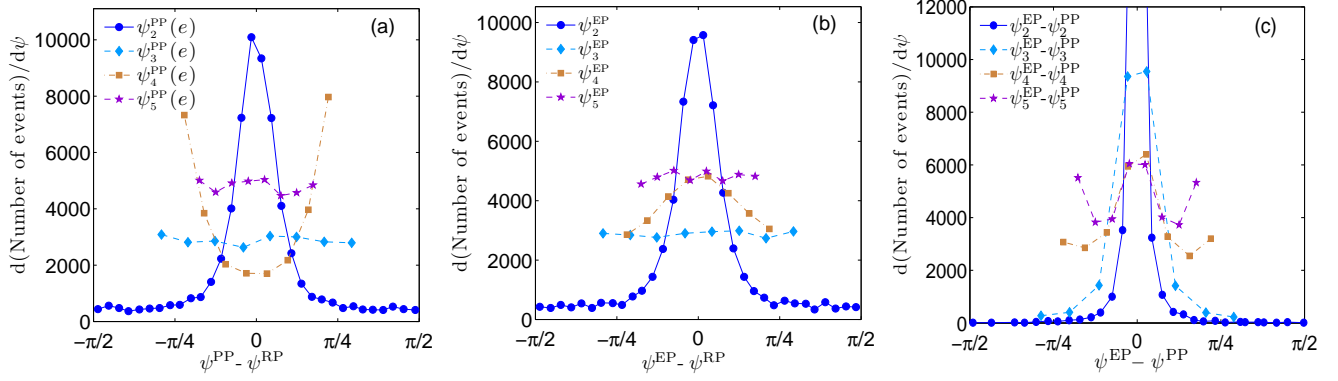 (a)
ψ₂ᴾᴾ(e)
ψ₃ᴾᴾ(e)
ψ₄ᴾᴾ(e)
ψ₅ᴾᴾ(e)
d(Number of events)/dψ
10000
8000
6000
4000
2000
0
−π/2 −π/4 0 π/4 π/2
ψᴾᴾ- ψᴿᴾ
(b)
ψ₂ᴱᴾ
ψ₃ᴱᴾ
ψ₄ᴱᴾ
ψ₅ᴱᴾ
d(Number of events)/dψ
10000
8000
6000
4000
2000
0
−π/2 −π/4 0 π/4 π/2
ψᴱᴾ- ψᴿᴾ
(c)
ψ₂ᴱᴾ-ψ₂ᴾᴾ
ψ₃ᴱᴾ-ψ₃ᴾᴾ
ψ₄ᴱᴾ-ψ₄ᴾᴾ
ψ₅ᴱᴾ-ψ₅ᴾᴾ
d(Number of events)/dψ
12000
10000
8000
6000
4000
2000
0
−π/2 −π/4 0 π/4 π/2
ψᴱᴾ− ψᴾᴾ